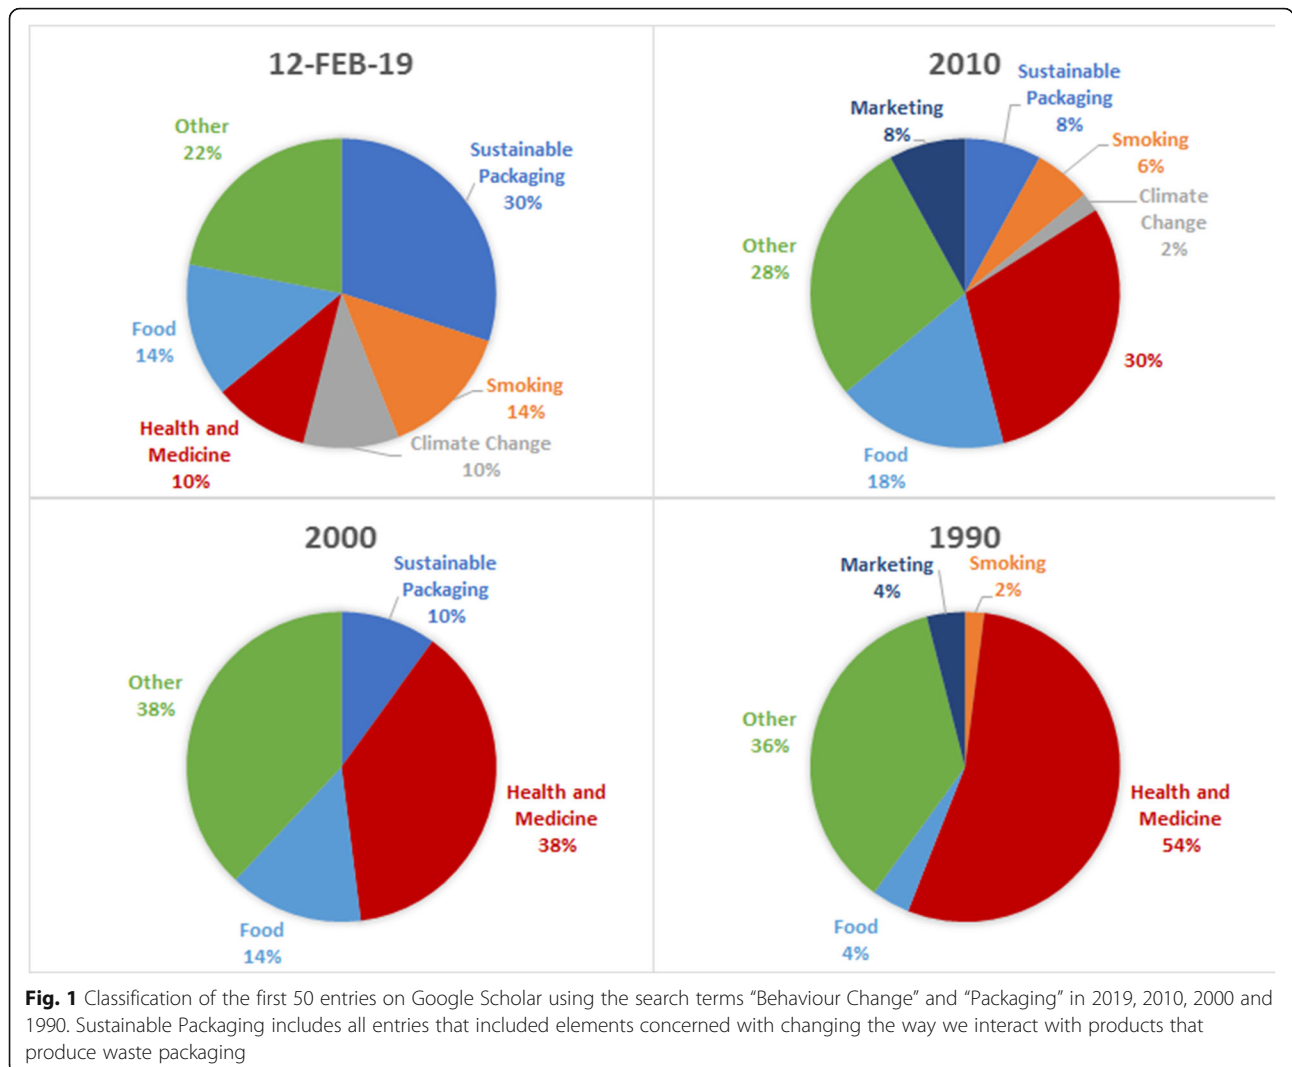 12-FEB-19
Other
22%
Sustainable
Packaging
30%
Food
14%
Smoking
14%
Health and
Medicine
10%
Climate Change
10%
2010
Marketing
8%
Sustainable
Packaging
8%
Smoking
6%
Climate
Change
2%
Other
28%
30%
Food
18%
2000
Sustainable
Packaging
10%
Other
38%
Health and
Medicine
38%
Food
14%
1990
Marketing
4%
Smoking
2%
Other
36%
Health and
Medicine
54%
Food
4%
Fig. 1 Classification of the first 50 entries on Google Scholar using the search terms “Behaviour Change” and “Packaging” in 2019, 2010, 2000 and
1990. Sustainable Packaging includes all entries that included elements concerned with changing the way we interact with products that
produce waste packaging